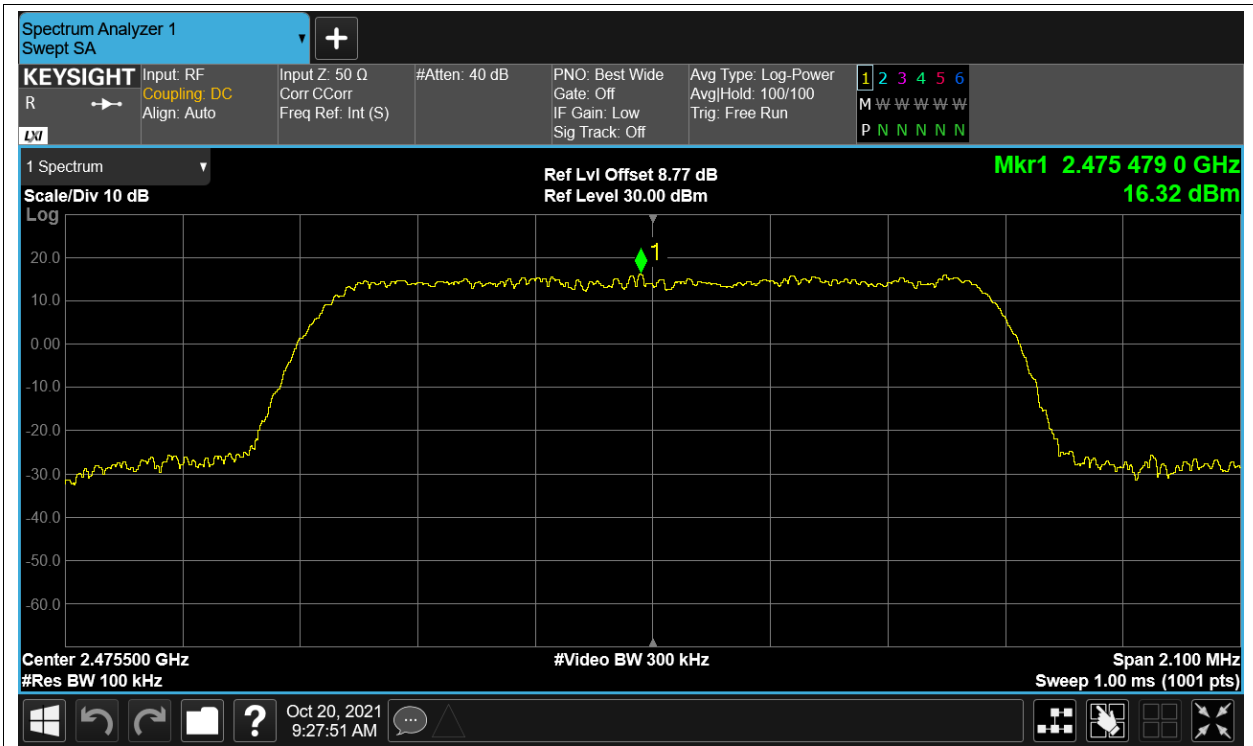 Spectrum Analyzer 1
Swept SA
+
KEYSIGHT
R
LXI
Input: RF
Coupling: DC
Align: Auto
Input Z: 50 Ω
Corr CCorr
Freq Ref: Int (S)
#Atten: 40 dB
PNO: Best Wide
Gate: Off
IF Gain: Low
Sig Track: Off
Avg Type: Log-Power
Avg|Hold: 100/100
Trig: Free Run
1 2 3 4 5 6
M W W W W W
P N N N N N
1 Spectrum
Scale/Div 10 dB
Ref Lvl Offset 8.77 dB
Ref Level 30.00 dBm
Mkr1 2.475 479 0 GHz
16.32 dBm
Log
1
20.0
10.0
0.00
-10.0
-20.0
-30.0
-40.0
-50.0
-60.0
Center 2.475500 GHz
#Video BW 300 kHz
Span 2.100 MHz
#Res BW 100 kHz
Sweep 1.00 ms (1001 pts)
?
Oct 20, 2021
9:27:51 AM